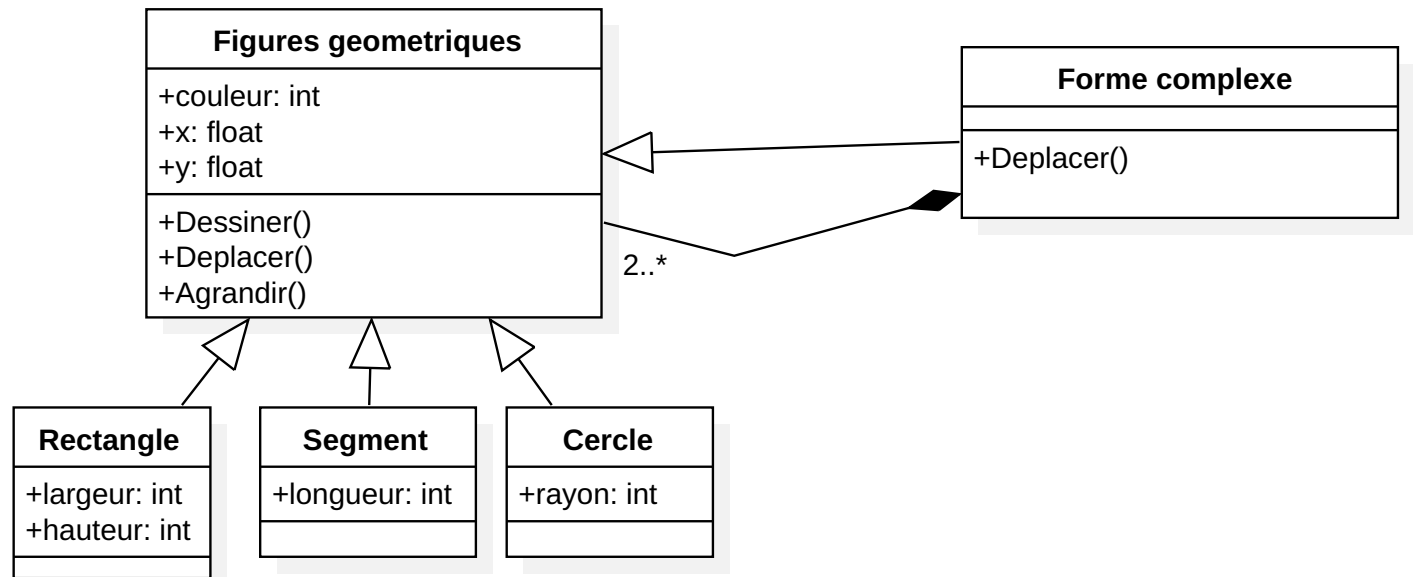 Figures geometriques
+couleur: int
+x: float
+y: float
+Dessiner()
+Deplacer()
+Agrandir()
Forme complexe
+Deplacer()
2..*
Rectangle
+largeur: int
+hauteur: int
Segment
+longueur: int
Cercle
+rayon: int